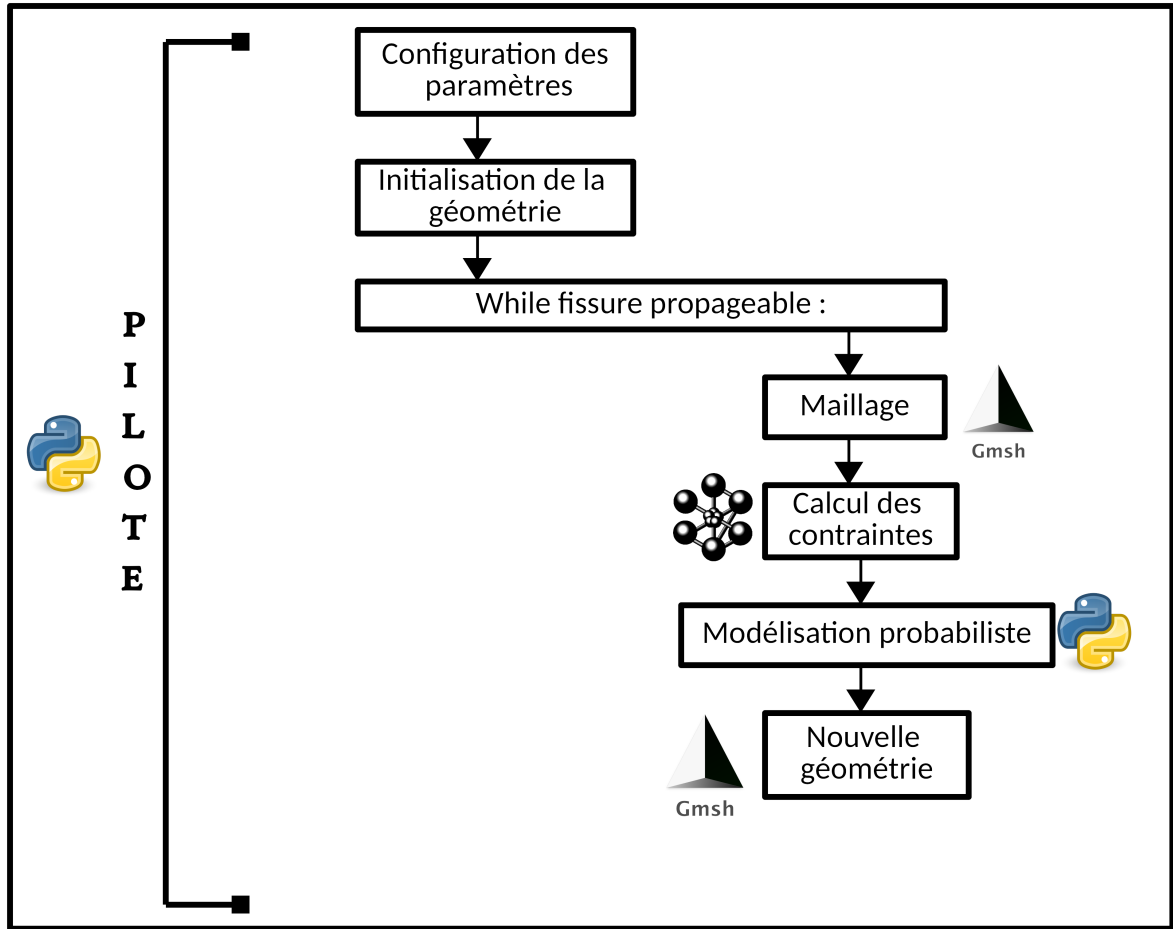 Configuration des
paramètres
Initialisation de la
géométrie
While fissure propageable :
P
I
L
O
T
E
Maillage
Gmsh
Calcul des
contraintes
Modélisation probabiliste
Nouvelle
géométrie
Gmsh